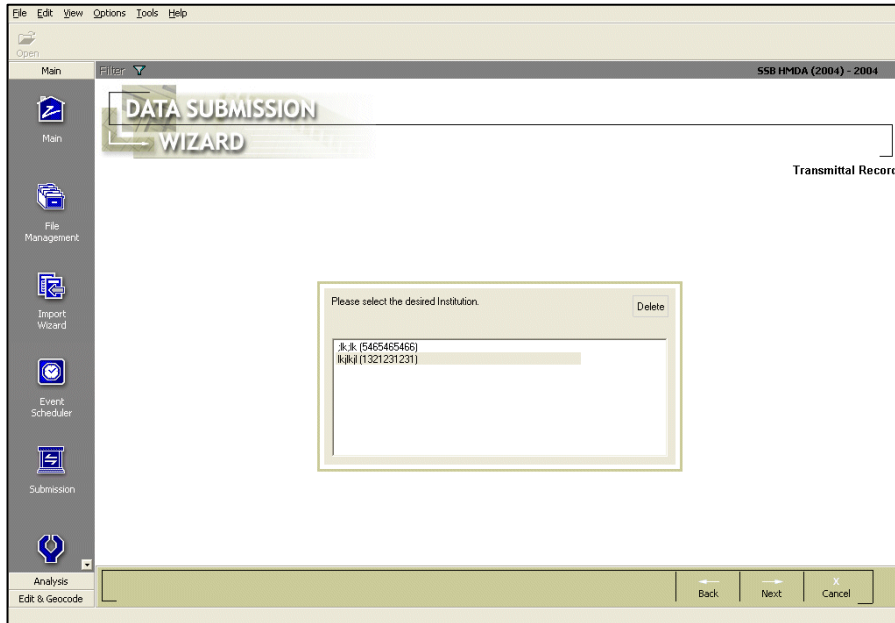 File Edit View Options Tools Help
Open
Main
Filter
SSB HMDA (2004) - 2004
DATA SUBMISSION
WIZARD
Transmittal Recor
Main
File
Management
Import
Wizard
Event
Scheduler
Submission
Please select the desired Institution.
Delete
;lk;lk (5465465466)
lkjlkjl (1321231231)
Analysis
Edit & Geocode
Back
Next
X
Cancel